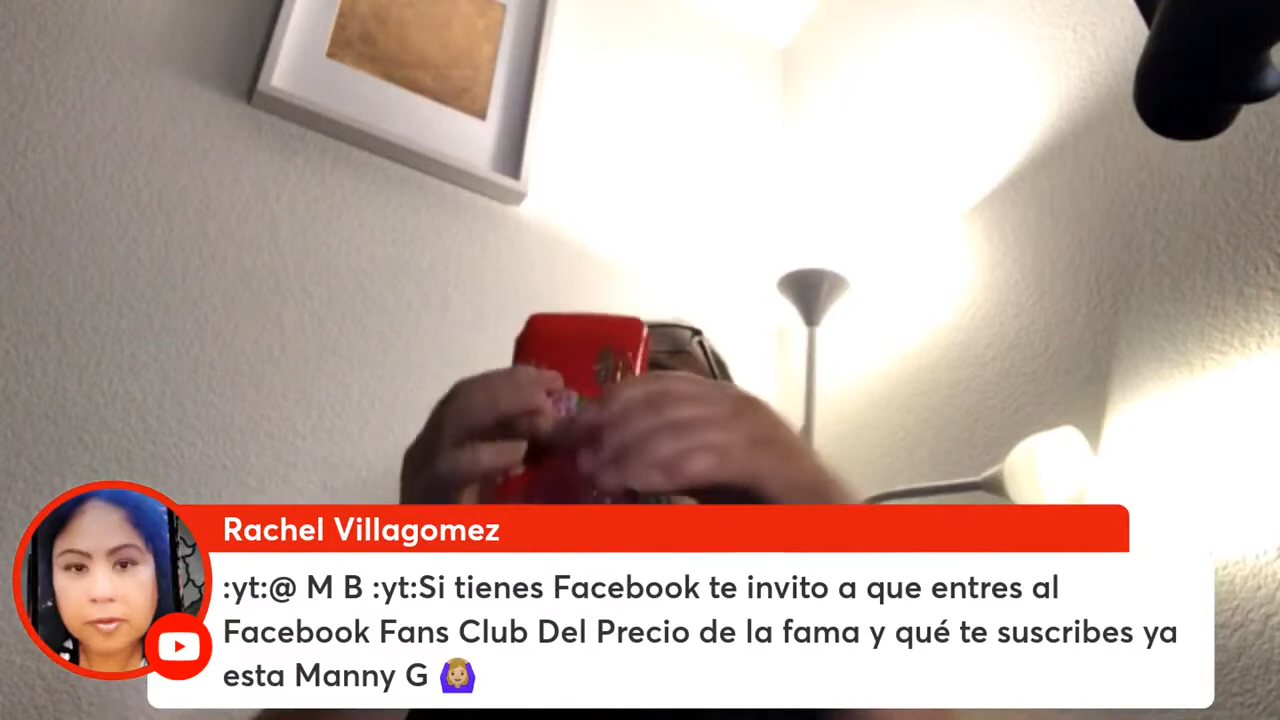 Rachel Villagomez
:yt:@ M B :yt:Si tienes Facebook te invito a que entres al
Facebook Fans Club Del Precio de la fama y qué te suscribes ya
esta Manny G 🙆🏼‍♀️